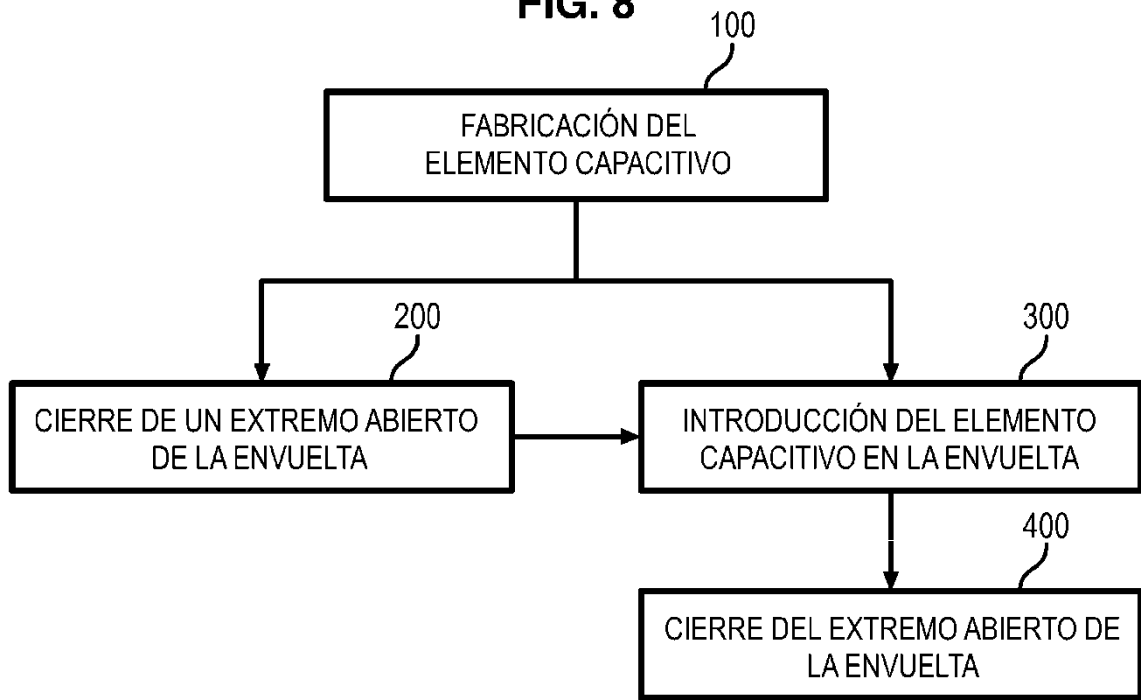 FIG. 8
100
FABRICACIÓN DEL
ELEMENTO CAPACITIVO
200
CIERRE DE UN EXTREMO ABIERTO
DE LA ENVUELTA
300
INTRODUCCIÓN DEL ELEMENTO
CAPACITIVO EN LA ENVUELTA
400
CIERRE DEL EXTREMO ABIERTO DE
LA ENVUELTA